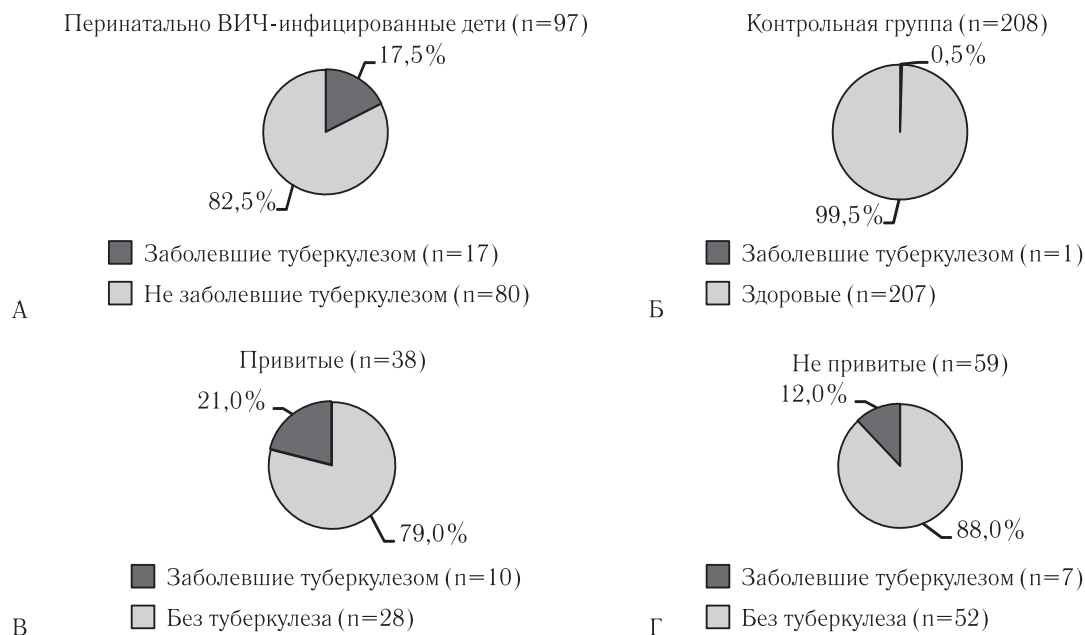 Перинатально ВИЧ-инфицированные дети (n=97)
17,5%
82,5%
Заболевшие туберкулезом (n=17)
Не заболевшие туберкулезом (n=80)
А
Контрольная группа (n=208)
0,5%
99,5%
Заболевшие туберкулезом (n=1)
Здоровые (n=207)
Б
Привитые (n=38)
21,0%
79,0%
Заболевшие туберкулезом (n=10)
Без туберкулеза (n=28)
В
Не привитые (n=59)
12,0%
88,0%
Заболевшие туберкулезом (n=7)
Без туберкулеза (n=52)
Г